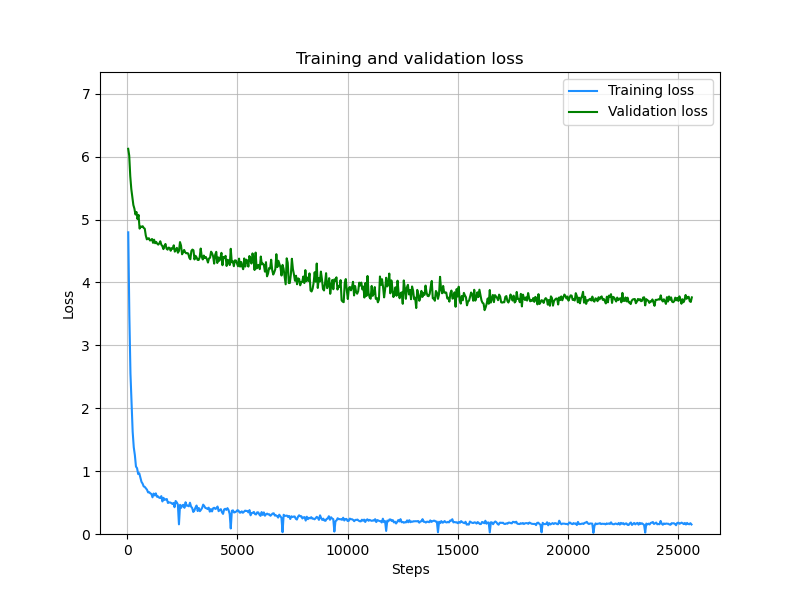 Training and validation loss
Training loss
Validation loss
7
6
5
4
3
2
1
0
Loss
0 5000 10000 15000 20000 25000
Steps